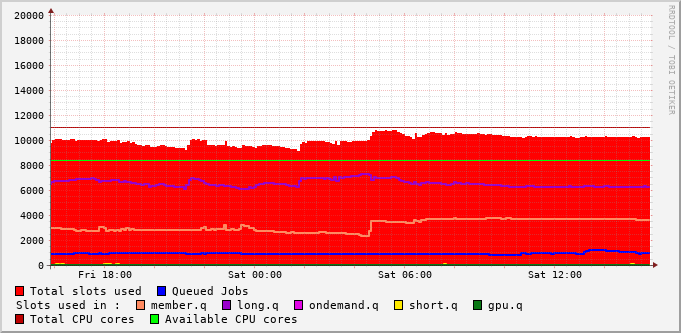 RRDTOOL / TOBI OETIKER
20000
18000
16000
14000
12000
10000
8000
6000
4000
2000
0
Fri 18:00 Sat 00:00 Sat 06:00 Sat 12:00
Total slots used Queued Jobs
Slots used in : member.q long.q ondemand.q short.q gpu.q
Total CPU cores Available CPU cores